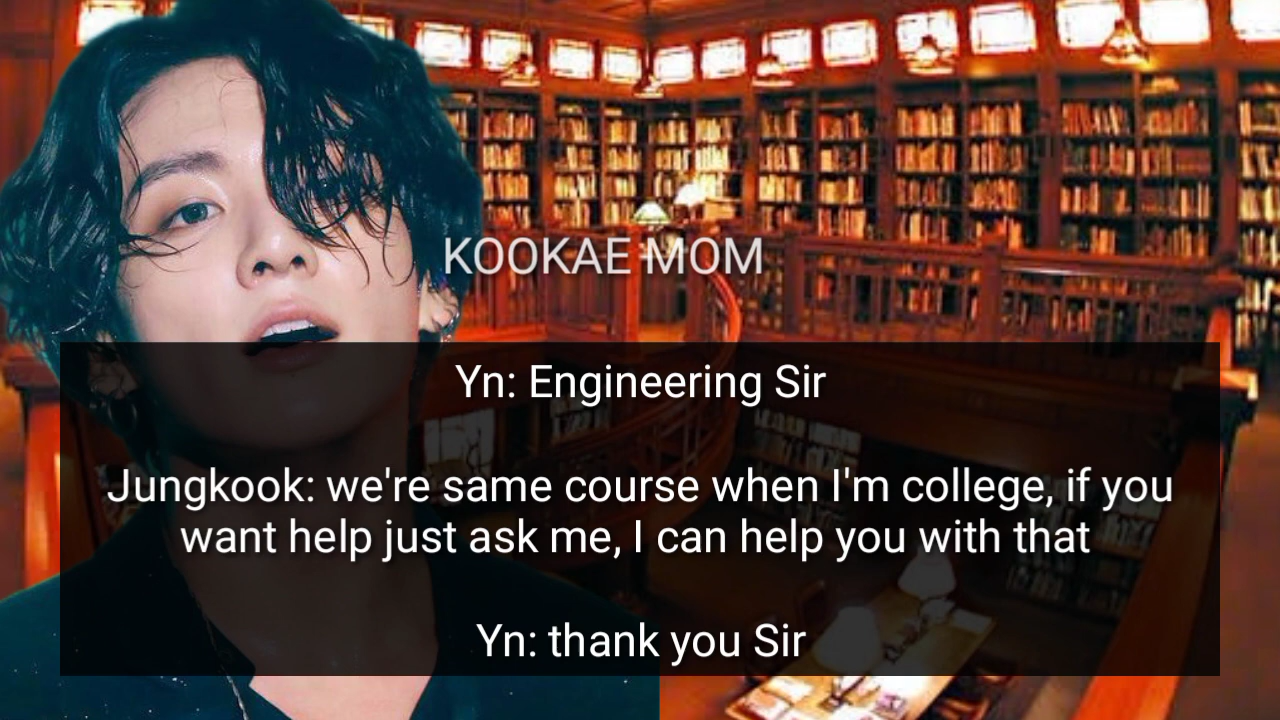 KOOKAE MOM
Yn: Engineering Sir
Jungkook: we're same course when I'm college, if you
want help just ask me, I can help you with that
Yn: thank you Sir